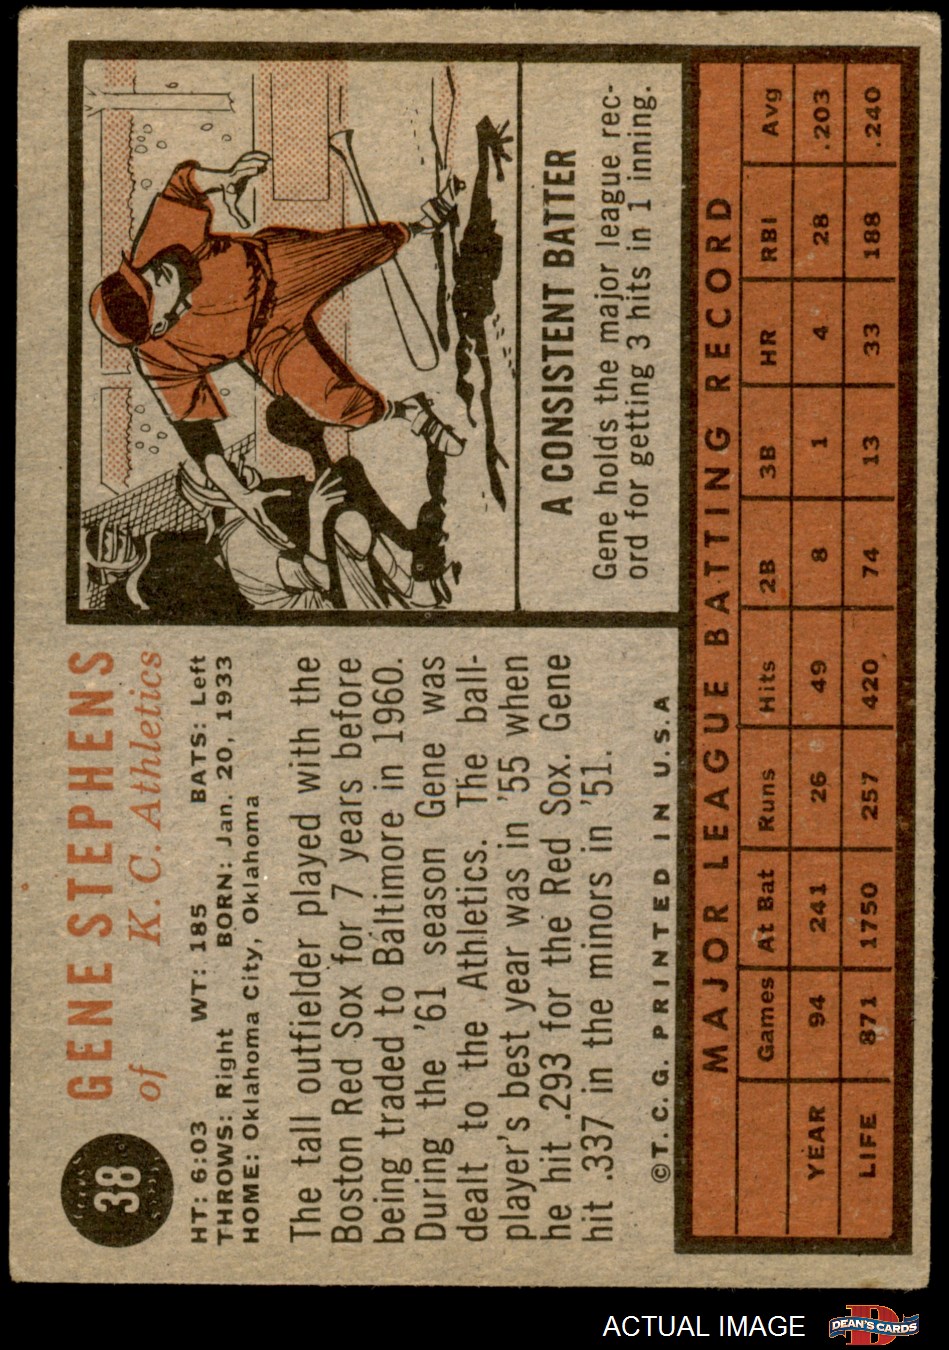 38
GENE STEPHENS
of K. C. Athletics
HT: 6:03 WT: 185 BATS: Left
THROWS: Right BORN: Jan. 20, 1933
HOME: Oklahoma City, Oklahoma
The tall outfielder played with the
Boston Red Sox for 7 years before
being traded to Baltimore in 1960.
During the '61 season Gene was
dealt to the Athletics. The ball-
player's best year was in '55 when
he hit .293 for the Red Sox. Gene
hit .337 in the minors in '51.
©T. C. G. PRINTED IN U.S.A
A CONSISTENT BATTER
Gene holds the major league rec-
ord for getting 3 hits in 1 inning.
MAJOR LEAGUE BATTING RECORD
Games At Bat Runs Hits 2B 3B HR RBI Avg
YEAR 94 241 26 49 8 1 4 28 .203
LIFE 871 1750 257 420 74 13 33 188 .240
ACTUAL IMAGE
DEAN'S CARDS